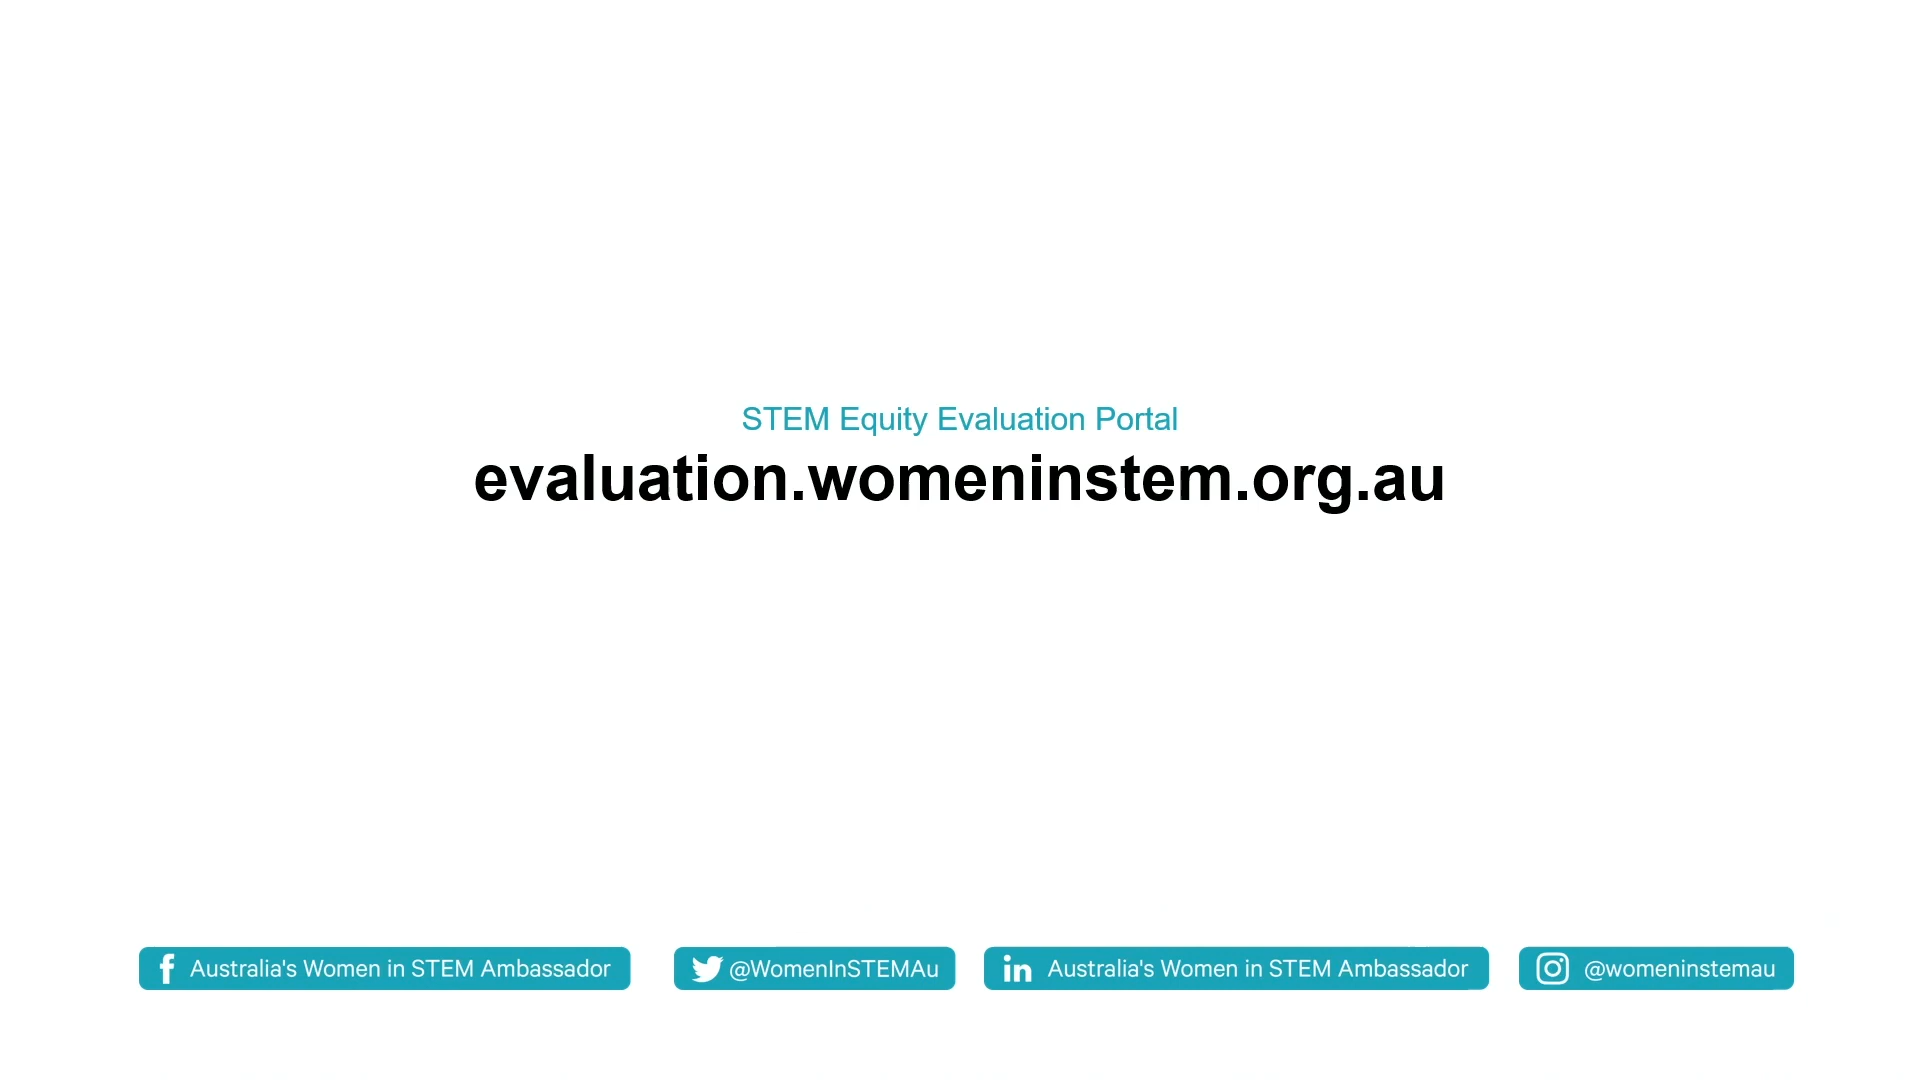 STEM Equity Evaluation Portal
evaluation.womeninstem.org.au
Australia's Women in STEM Ambassador
@WomenInSTEMAu
Australia's Women in STEM Ambassador
@womeninstemau